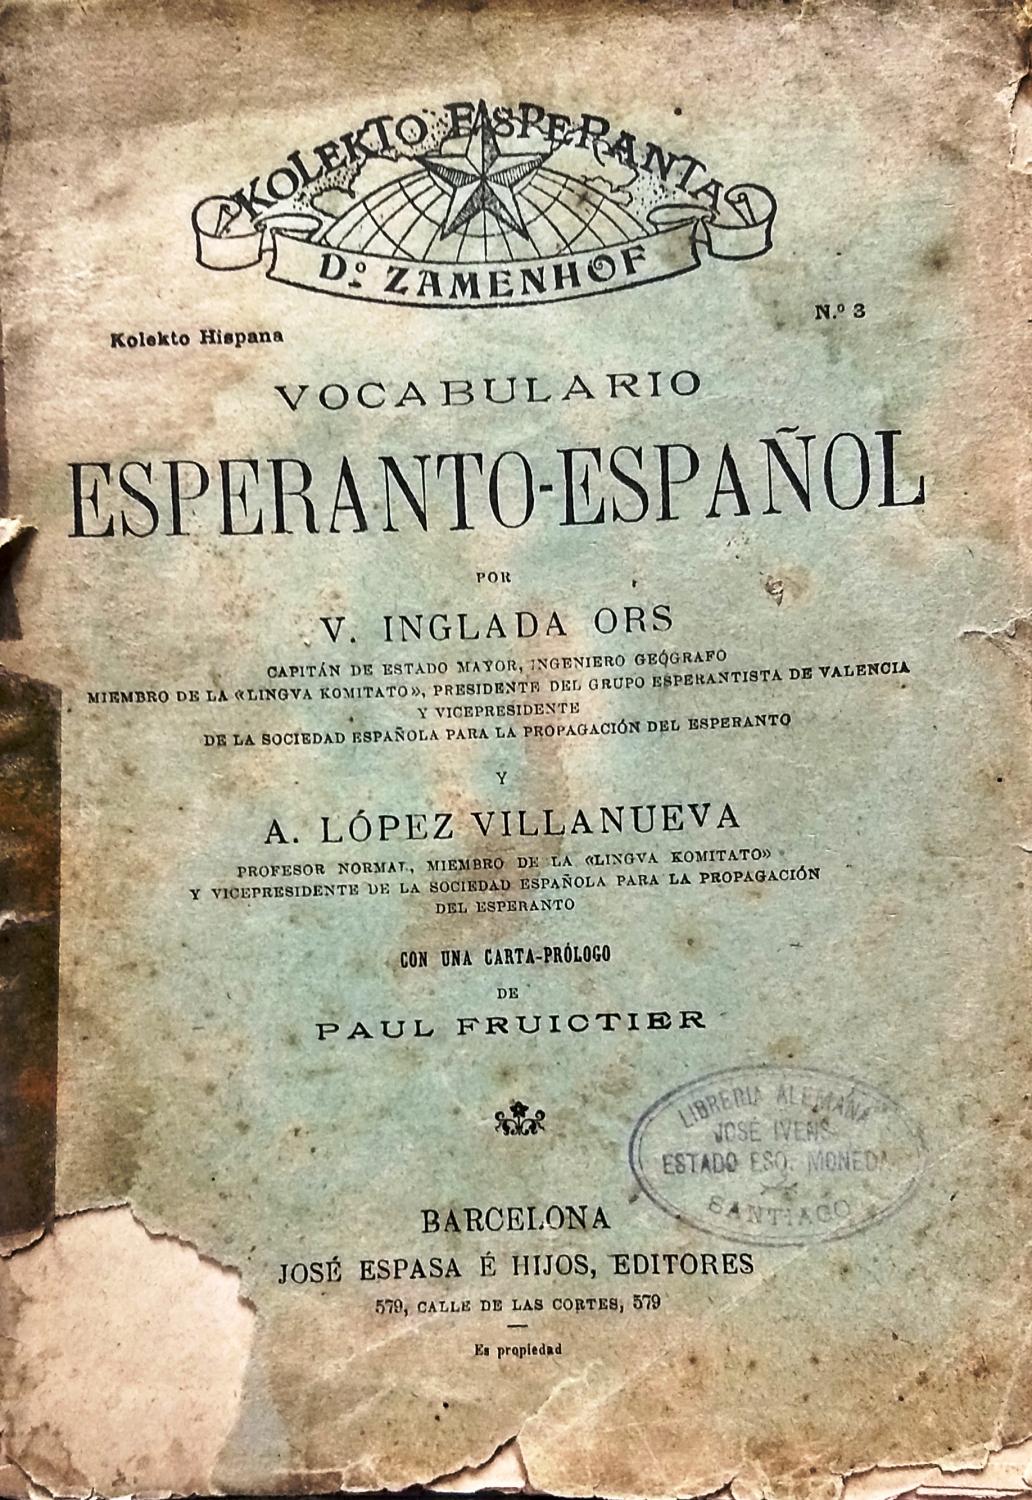 KOLEKTO ESPERANTA
D.º ZAMENHOF
Kolekto Hispana
N.º 3
VOCABULARIO
ESPERANTO-ESPAÑOL
POR
V. INGLADA ORS
CAPITÁN DE ESTADO MAYOR, INGENIERO GEÓGRAFO
MIEMBRO DE LA «LINGVA KOMITATO», PRESIDENTE DEL GRUPO ESPERANTISTA DE VALENCIA
Y VICEPRESIDENTE
DE LA SOCIEDAD ESPAÑOLA PARA LA PROPAGACIÓN DEL ESPERANTO
Y
A. LÓPEZ VILLANUEVA
PROFESOR NORMAL, MIEMBRO DE LA «LINGVA KOMITATO»
Y VICEPRESIDENTE DE LA SOCIEDAD ESPAÑOLA PARA LA PROPAGACIÓN
DEL ESPERANTO
CON UNA CARTA-PRÓLOGO
DE
PAUL FRUICTIER
LIBRERIA ALEMANA
JOSÉ IVENS
ESTADO ESQ. MONEDA
SANTIAGO
BARCELONA
JOSÉ ESPASA É HIJOS, EDITORES
579, CALLE DE LAS CORTES, 579
Es propiedad